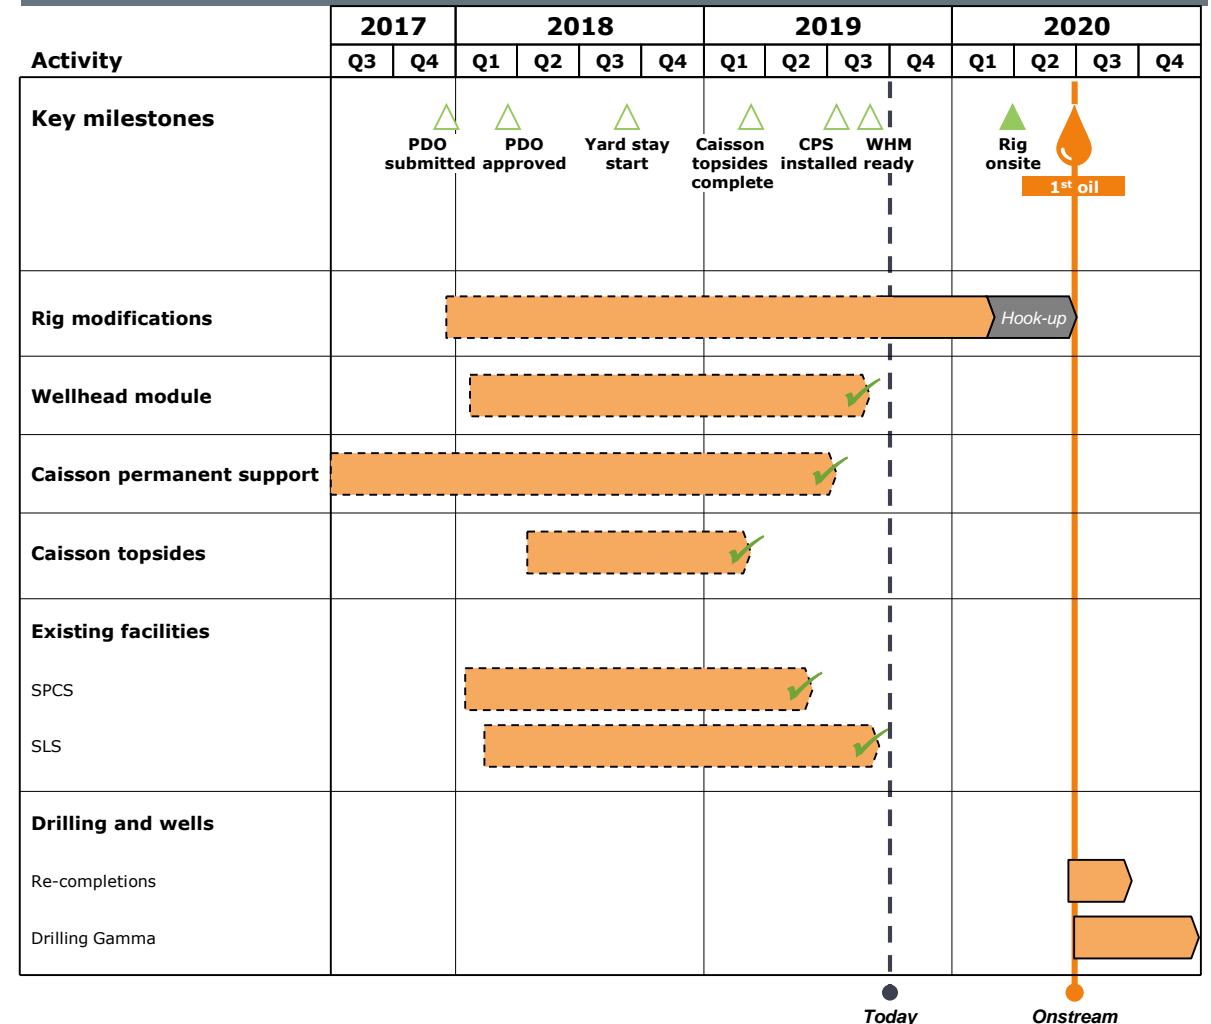 2017 2018 2019 2020
Activity Q3 Q4 Q1 Q2 Q3 Q4 Q1 Q2 Q3 Q4 Q1 Q2 Q3 Q4
Key milestones
PDO submitted
PDO approved
Yard stay start
Caisson topsides complete
CPS installed
WHM ready
Rig onsite
1st oil
Rig modifications
Hook-up
Wellhead module
Caisson permanent support
Caisson topsides
Existing facilities
SPCS
SLS
Drilling and wells
Re-completions
Drilling Gamma
Today Onstream